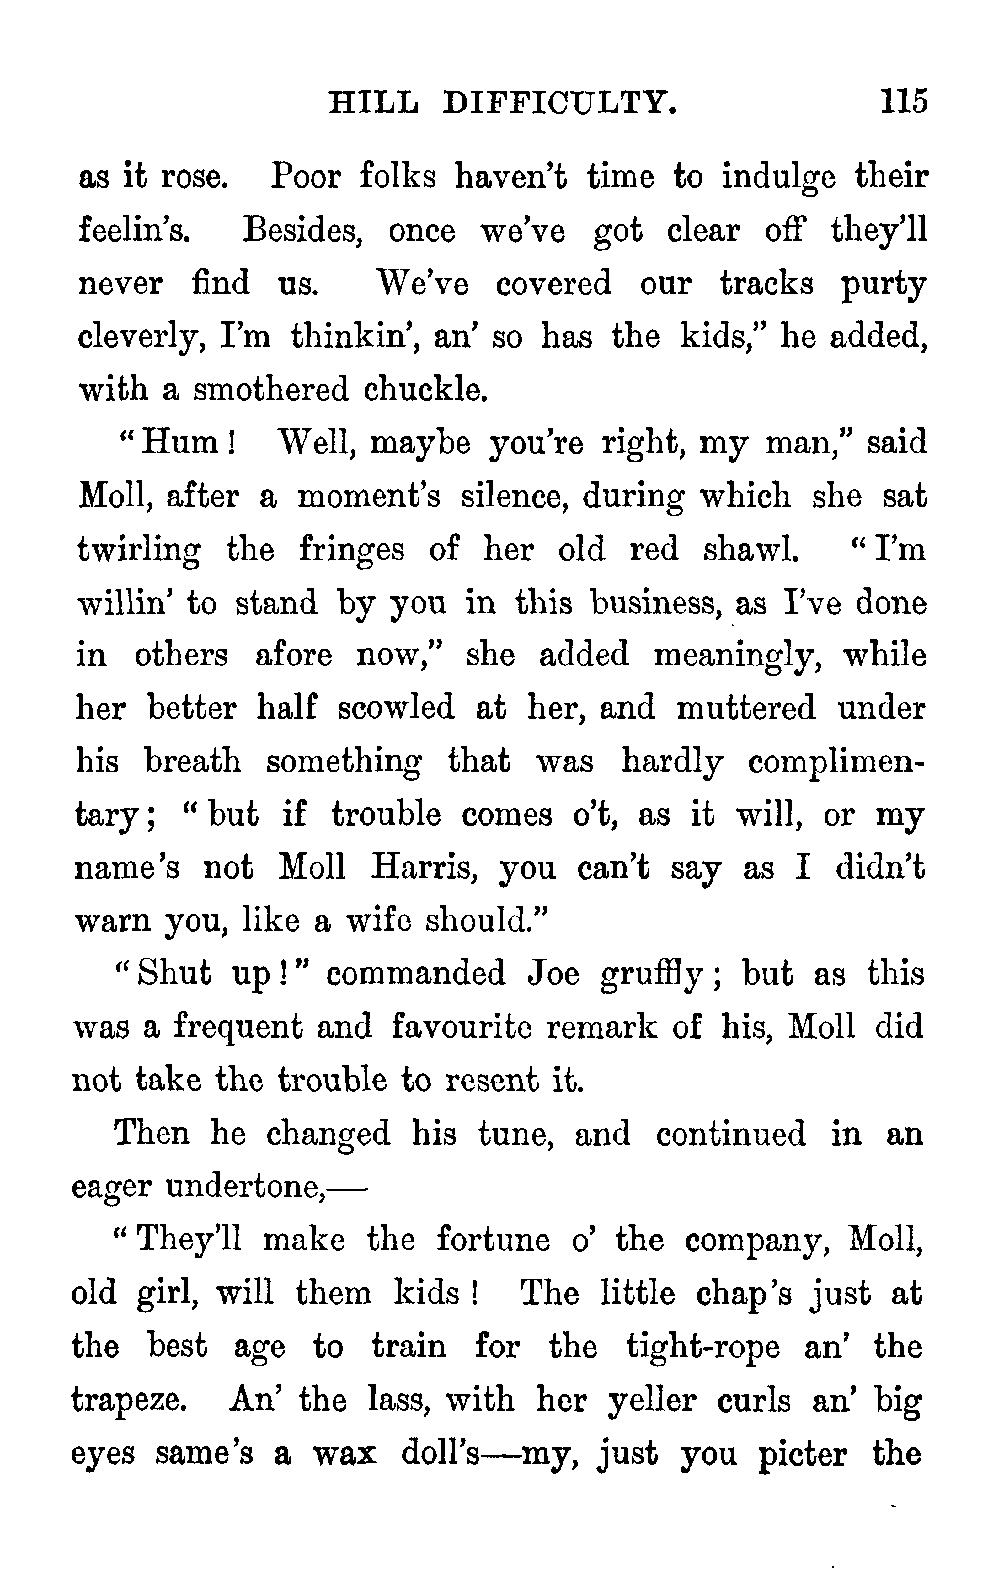 HILL DIFFICULTY. 115
as it rose. Poor folks haven't time to indulge their
feelin's. Besides, once we've got clear off they'll
never find us. We've covered our tracks purty
cleverly, I'm thinkin', an' so has the kids," he added,
with a smothered chuckle.
"Hum! Well, maybe you're right, my man," said
Moll, after a moment's silence, during which she sat
twirling the fringes of her old red shawl. "I'm
willin' to stand by you in this business, as I've done
in others afore now," she added meaningly, while
her better half scowled at her, and muttered under
his breath something that was hardly complimen-
tary; "but if trouble comes o't, as it will, or my
name's not Moll Harris, you can't say as I didn't
warn you, like a wife should."
"Shut up!" commanded Joe gruffly; but as this
was a frequent and favourite remark of his, Moll did
not take the trouble to resent it.
Then he changed his tune, and continued in an
eager undertone,—
"They'll make the fortune o' the company, Moll,
old girl, will them kids! The little chap's just at
the best age to train for the tight-rope an' the
trapeze. An' the lass, with her yeller curls an' big
eyes same's a wax doll's—my, just you picter the